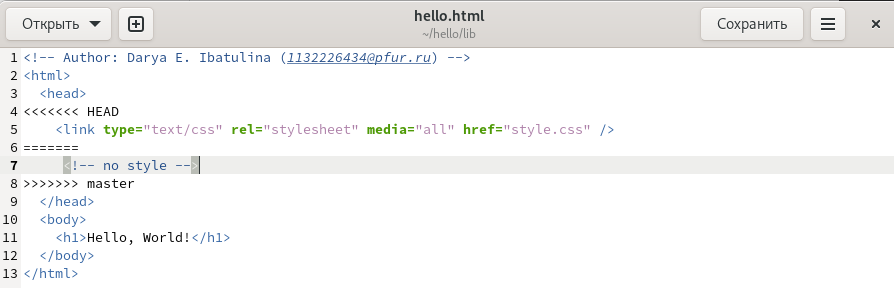 Открыть
hello.html
~/hello/lib
Сохранить
1 <!-- Author: Darya E. Ibatulina (1132226434@pfur.ru) -->
2 <html>
3   <head>
4 <<<<<<< HEAD
5     <link type="text/css" rel="stylesheet" media="all" href="style.css" />
6 =======
7      <!-- no style -->
8 >>>>>>> master
9   </head>
10   <body>
11     <h1>Hello, World!</h1>
12   </body>
13 </html>